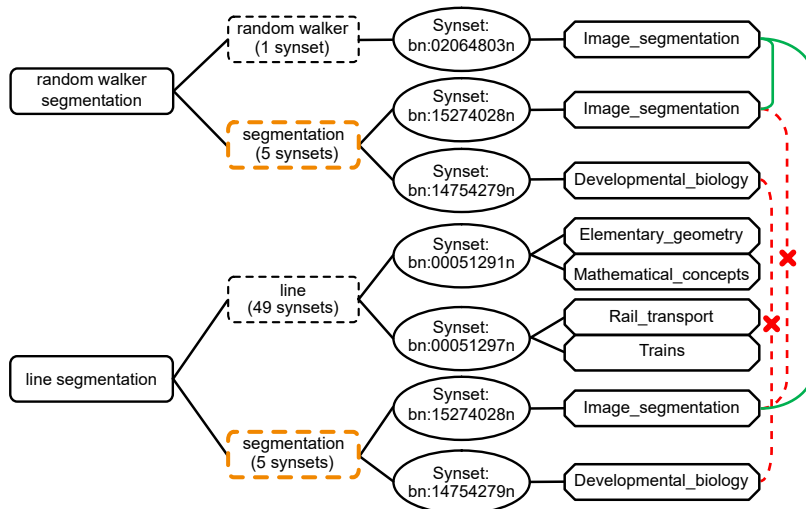 random walker
segmentation
random walker
(1 synset)
Synset:
bn:02064803n
Image_segmentation
segmentation
(5 synsets)
Synset:
bn:15274028n
Image_segmentation
Synset:
bn:14754279n
Developmental_biology
line segmentation
line
(49 synsets)
Synset:
bn:00051291n
Elementary_geometry
Mathematical_concepts
Synset:
bn:00051297n
Rail_transport
Trains
segmentation
(5 synsets)
Synset:
bn:15274028n
Image_segmentation
Synset:
bn:14754279n
Developmental_biology